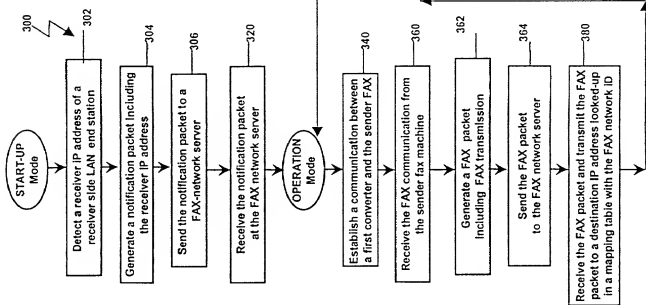 300
START-UP
Mode
302
Detect a receiver IP address of a
receiver side LAN end station
304
Generate a notification packet Including
the receiver IP address
306
Send the notification packet to a
FAX-network server
320
Receive the notification packet
at the FAX network server
OPERATION
Mode
340
Establish a communication between
a first converter and the sender FAX
360
Receive the FAX communication from
the sender fax machine
362
Generate a FAX packet
Including FAX transmission
364
Send the FAX packet
to the FAX network server
380
Receive the FAX packet and transmit the FAX
packet to a destination IP address looked-up
in a mapping table with the FAX network ID